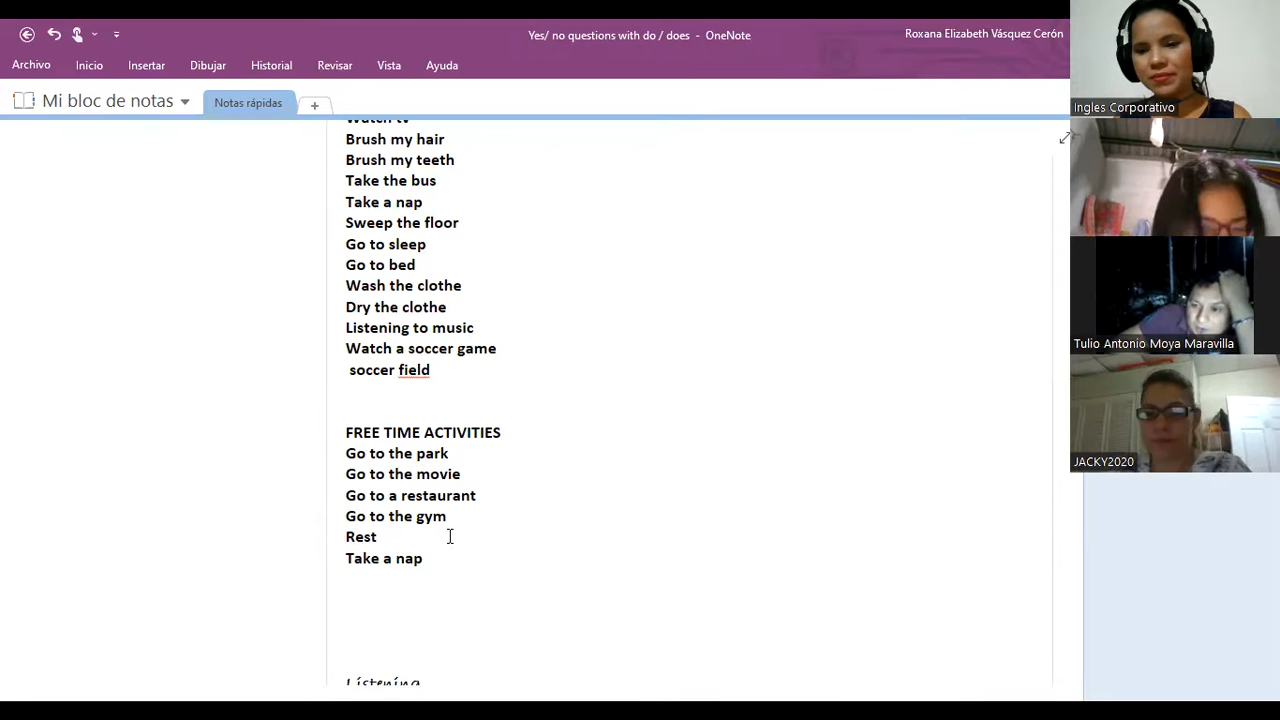 Yes/ no questions with do / does - OneNote
Roxana Elizabeth Vásquez Cerón
Archivo
Inicio
Insertar
Dibujar
Historial
Revisar
Vista
Ayuda
Mi bloc de notas
Notas rápidas
+
Watch tv
Brush my hair
Brush my teeth
Take the bus
Take a nap
Sweep the floor
Go to sleep
Go to bed
Wash the clothe
Dry the clothe
Listening to music
Watch a soccer game
soccer field
FREE TIME ACTIVITIES
Go to the park
Go to the movie
Go to a restaurant
Go to the gym
Rest
Take a nap
Listening
Ingles Corporativo
Tulio Antonio Moya Maravilla
JACKY2020